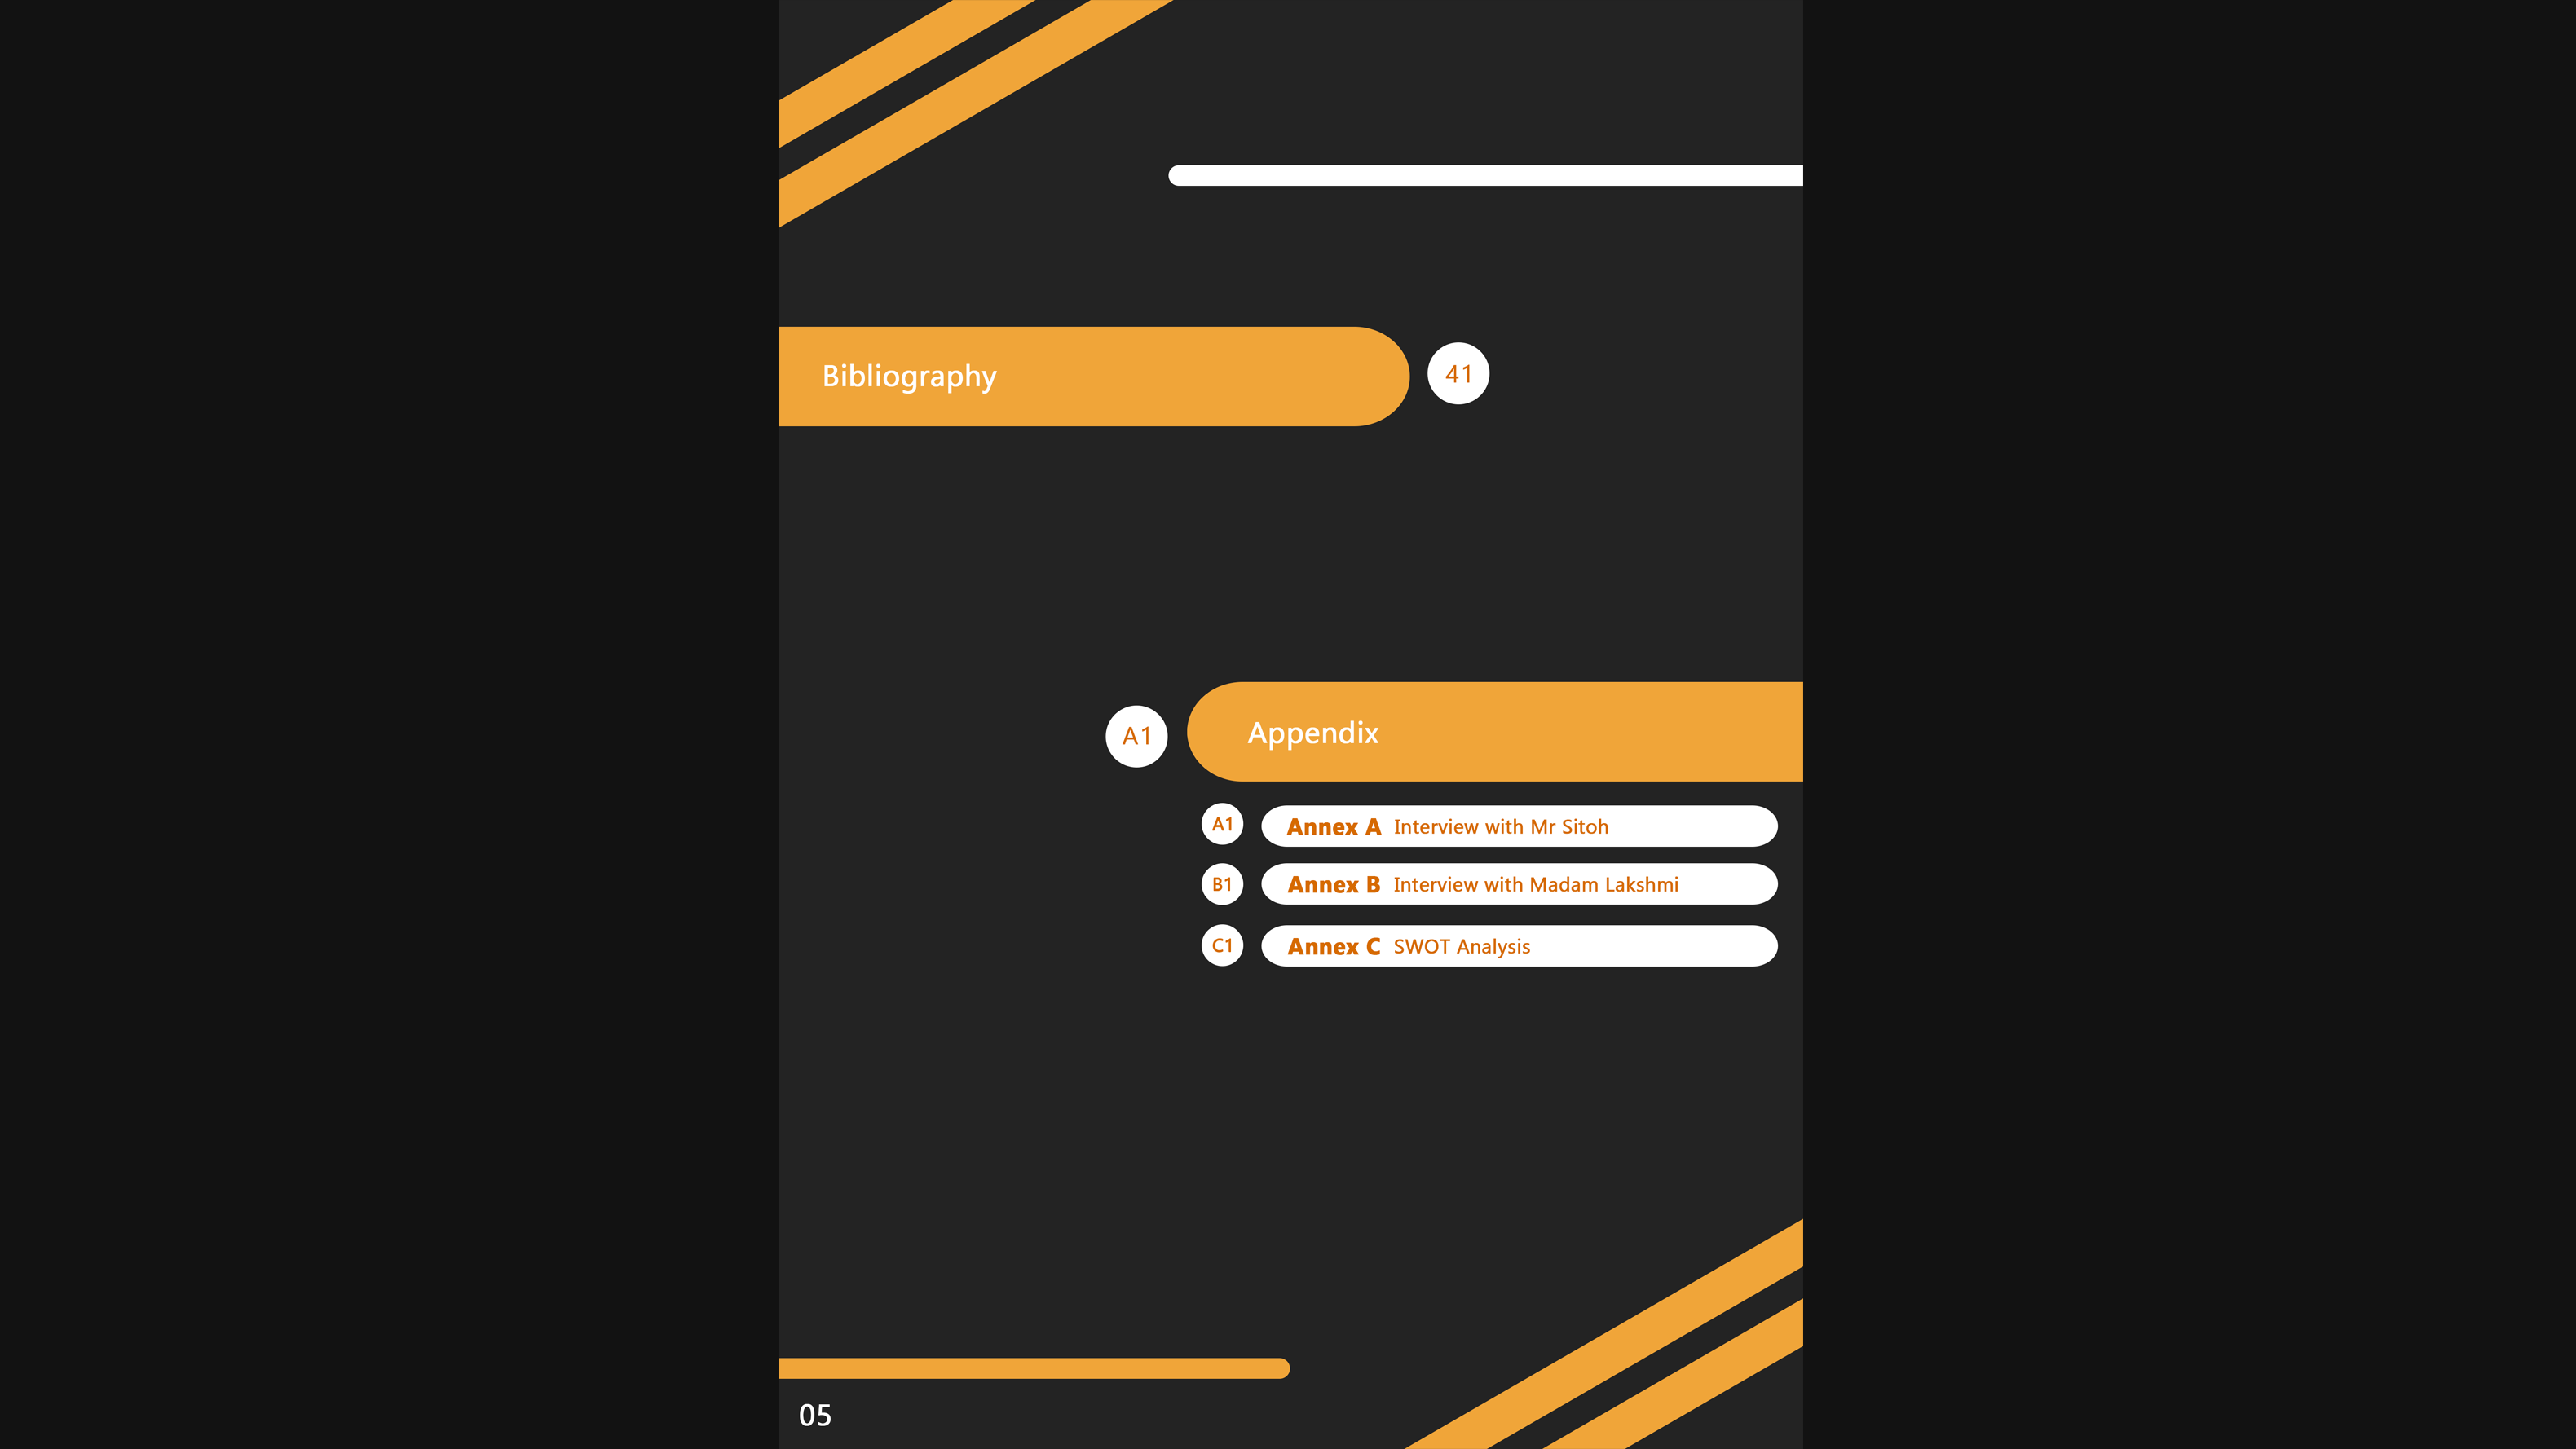 Bibliography 41
A1 Appendix
A1 Annex A Interview with Mr Sitoh
B1 Annex B Interview with Madam Lakshmi
C1 Annex C SWOT Analysis
05